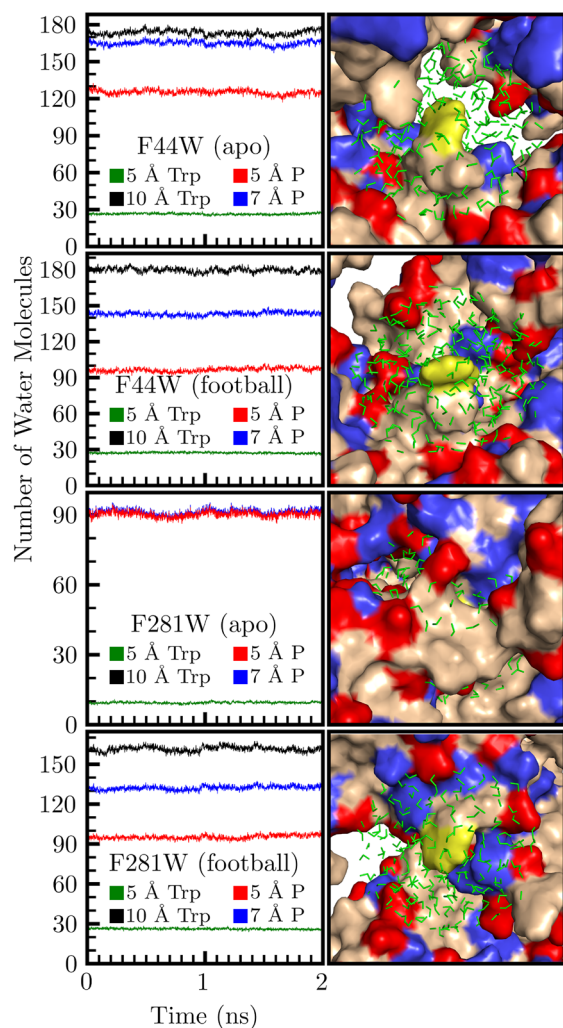 Number of Water Molecules
180
150
120
90
60
30
0
F44W (apo)
5 Å Trp 5 Å P
10 Å Trp 7 Å P
180
150
120
90
60
30
0
F44W (football)
5 Å Trp 5 Å P
10 Å Trp 7 Å P
90
60
30
0
F281W (apo)
5 Å Trp 5 Å P
10 Å Trp 7 Å P
150
120
90
60
30
0
F281W (football)
5 Å Trp 5 Å P
10 Å Trp 7 Å P
0 1 2
Time (ns)